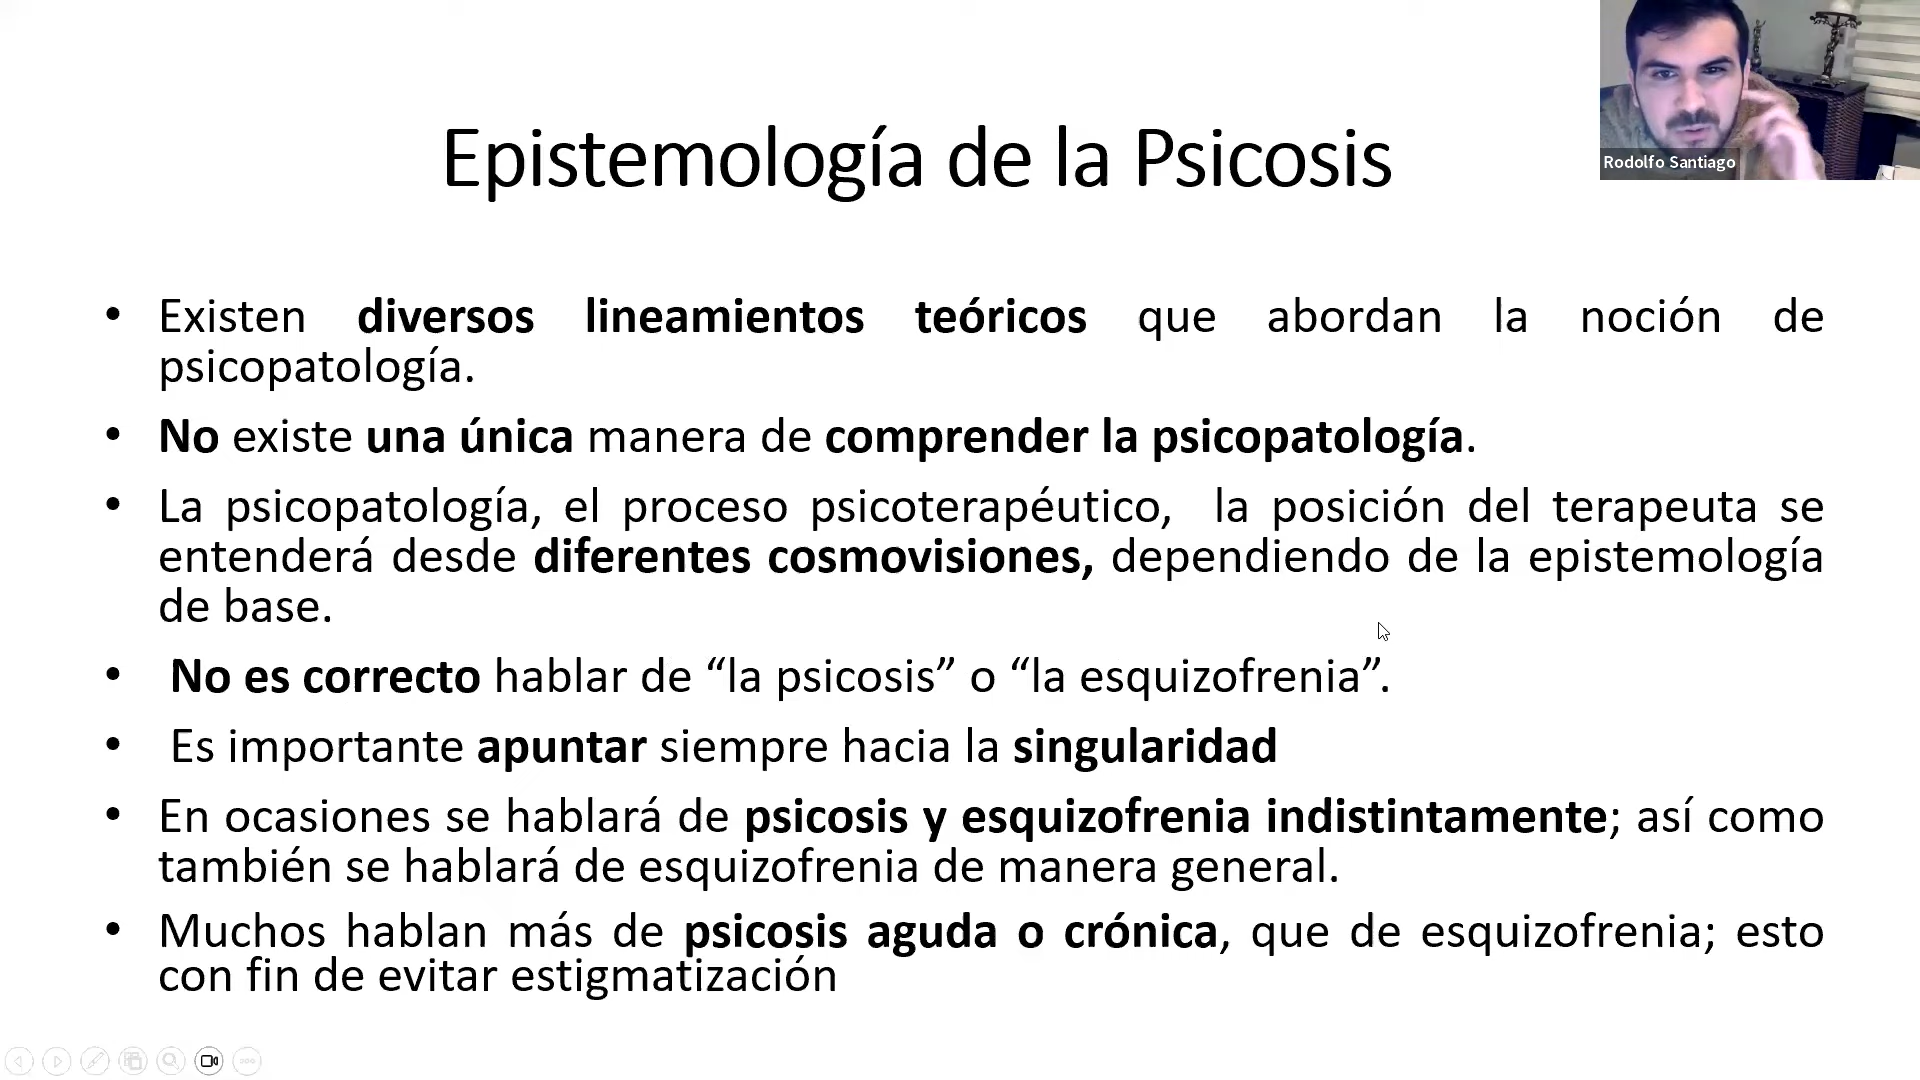 Epistemología de la Psicosis
Rodolfo Santiago
• Existen diversos lineamientos teóricos que abordan la noción de
psicopatología.
• No existe una única manera de comprender la psicopatología.
• La psicopatología, el proceso psicoterapéutico, la posición del terapeuta se
entenderá desde diferentes cosmovisiones, dependiendo de la epistemología
de base.
• No es correcto hablar de “la psicosis” o “la esquizofrenia”.
• Es importante apuntar siempre hacia la singularidad
• En ocasiones se hablará de psicosis y esquizofrenia indistintamente; así como
también se hablará de esquizofrenia de manera general.
• Muchos hablan más de psicosis aguda o crónica, que de esquizofrenia; esto
con fin de evitar estigmatización